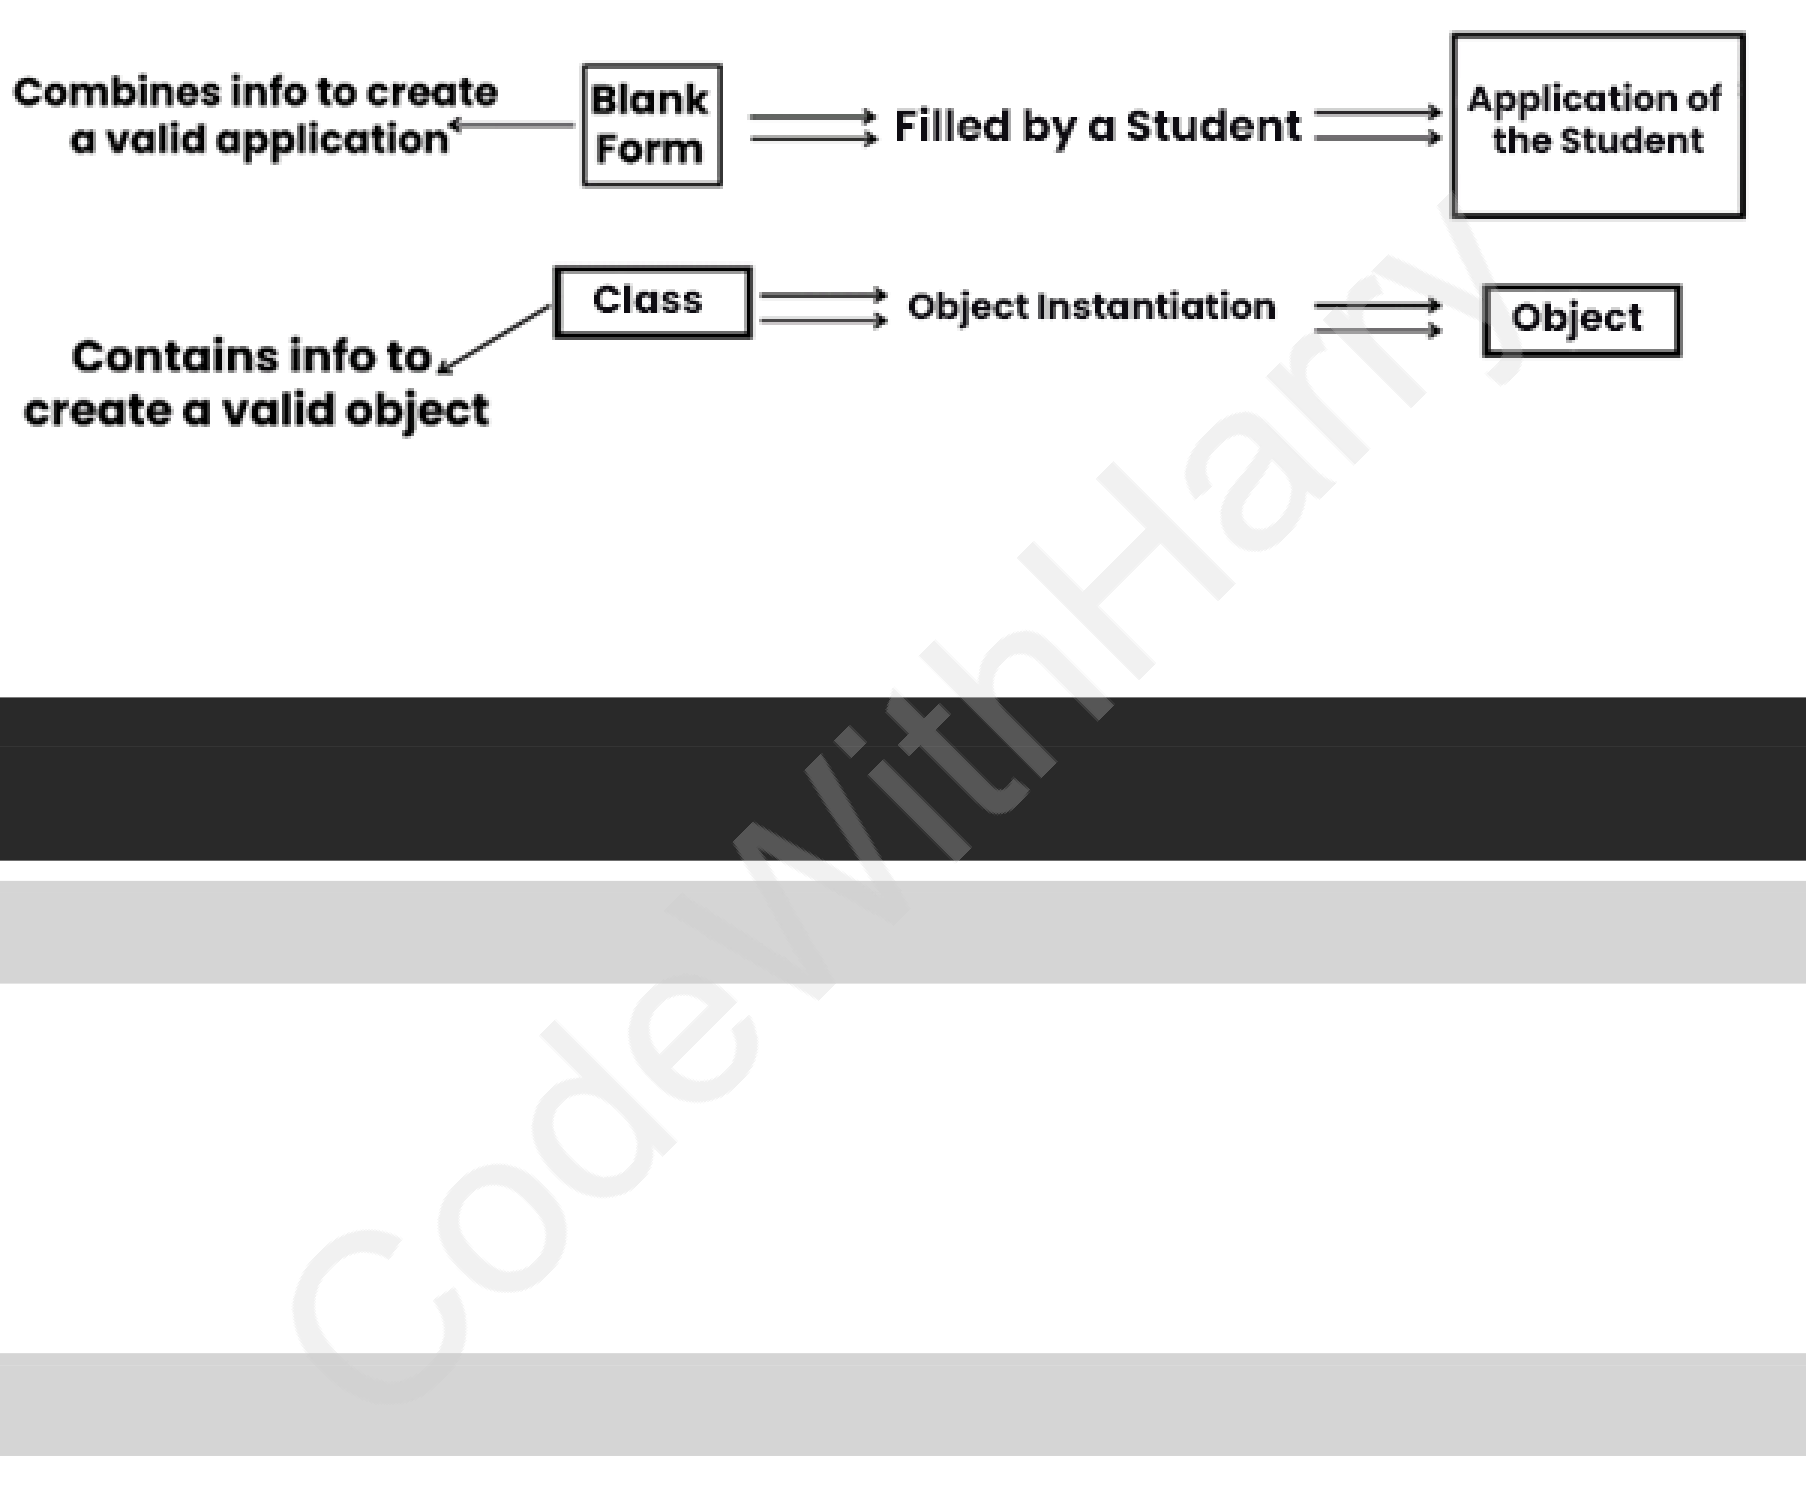 Combines info to create
a valid application
Blank
Form
Filled by a Student
Application of
the Student
Class
Object Instantiation
Object
Contains info to
create a valid object
CodeWithHarry